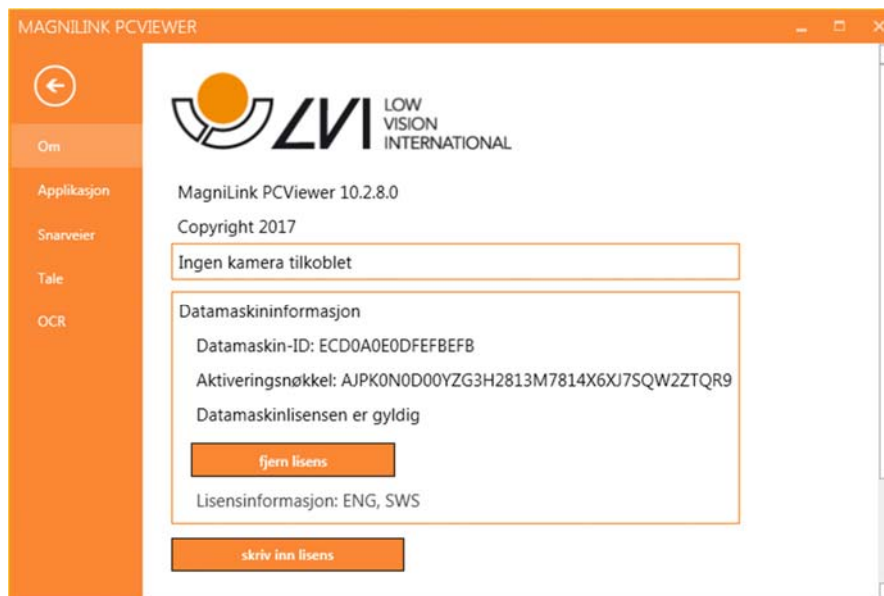 MAGNILINK PCVIEWER
Om
Applikasjon
Snarveier
Tale
OCR
LVI
LOW
VISION
INTERNATIONAL
MagniLink PCViewer 10.2.8.0
Copyright 2017
Ingen kamera tilkoblet
Datamaskininformasjon
Datamaskin-ID: ECD0A0E0DFEFBEFB
Aktiveringsnøkkel: AJPK0N0D00YZG3H2813M7814X6XJ7SQW2ZTQR9
Datamaskinlisensen er gyldig
fjern lisens
Lisensinformasjon: ENG, SWS
skriv inn lisens